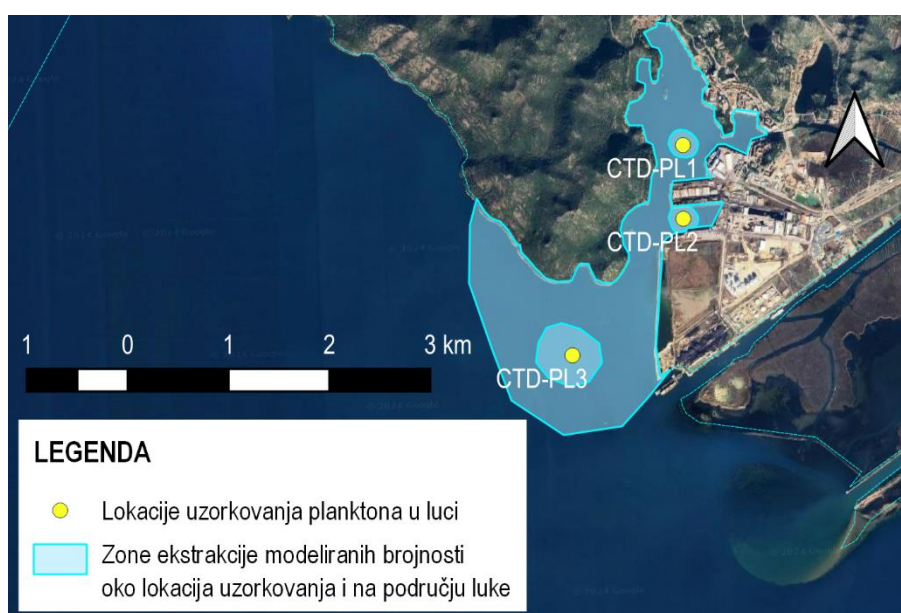 CTD-PL1
CTD-PL2
CTD-PL3
1 0 1 2 3 km
LEGENDA
Lokacije uzorkovanja planktona u luci
Zone ekstrakcije modeliranih brojnosti
oko lokacija uzorkovanja i na području luke